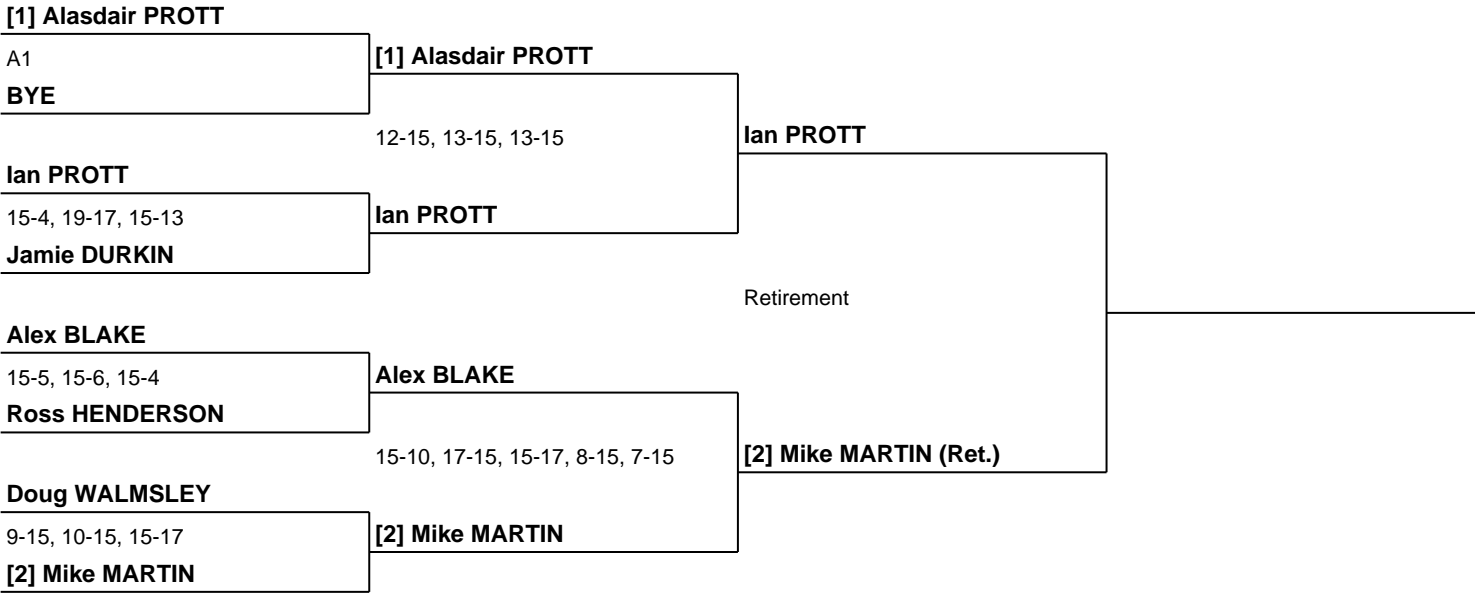 [1] Alasdair PROTT
A1
BYE
[1] Alasdair PROTT
12-15, 13-15, 13-15
Ian PROTT
Ian PROTT
15-4, 19-17, 15-13
Jamie DURKIN
Ian PROTT
Retirement
Alex BLAKE
15-5, 15-6, 15-4
Ross HENDERSON
Alex BLAKE
15-10, 17-15, 15-17, 8-15, 7-15
[2] Mike MARTIN (Ret.)
Doug WALMSLEY
9-15, 10-15, 15-17
[2] Mike MARTIN
[2] Mike MARTIN